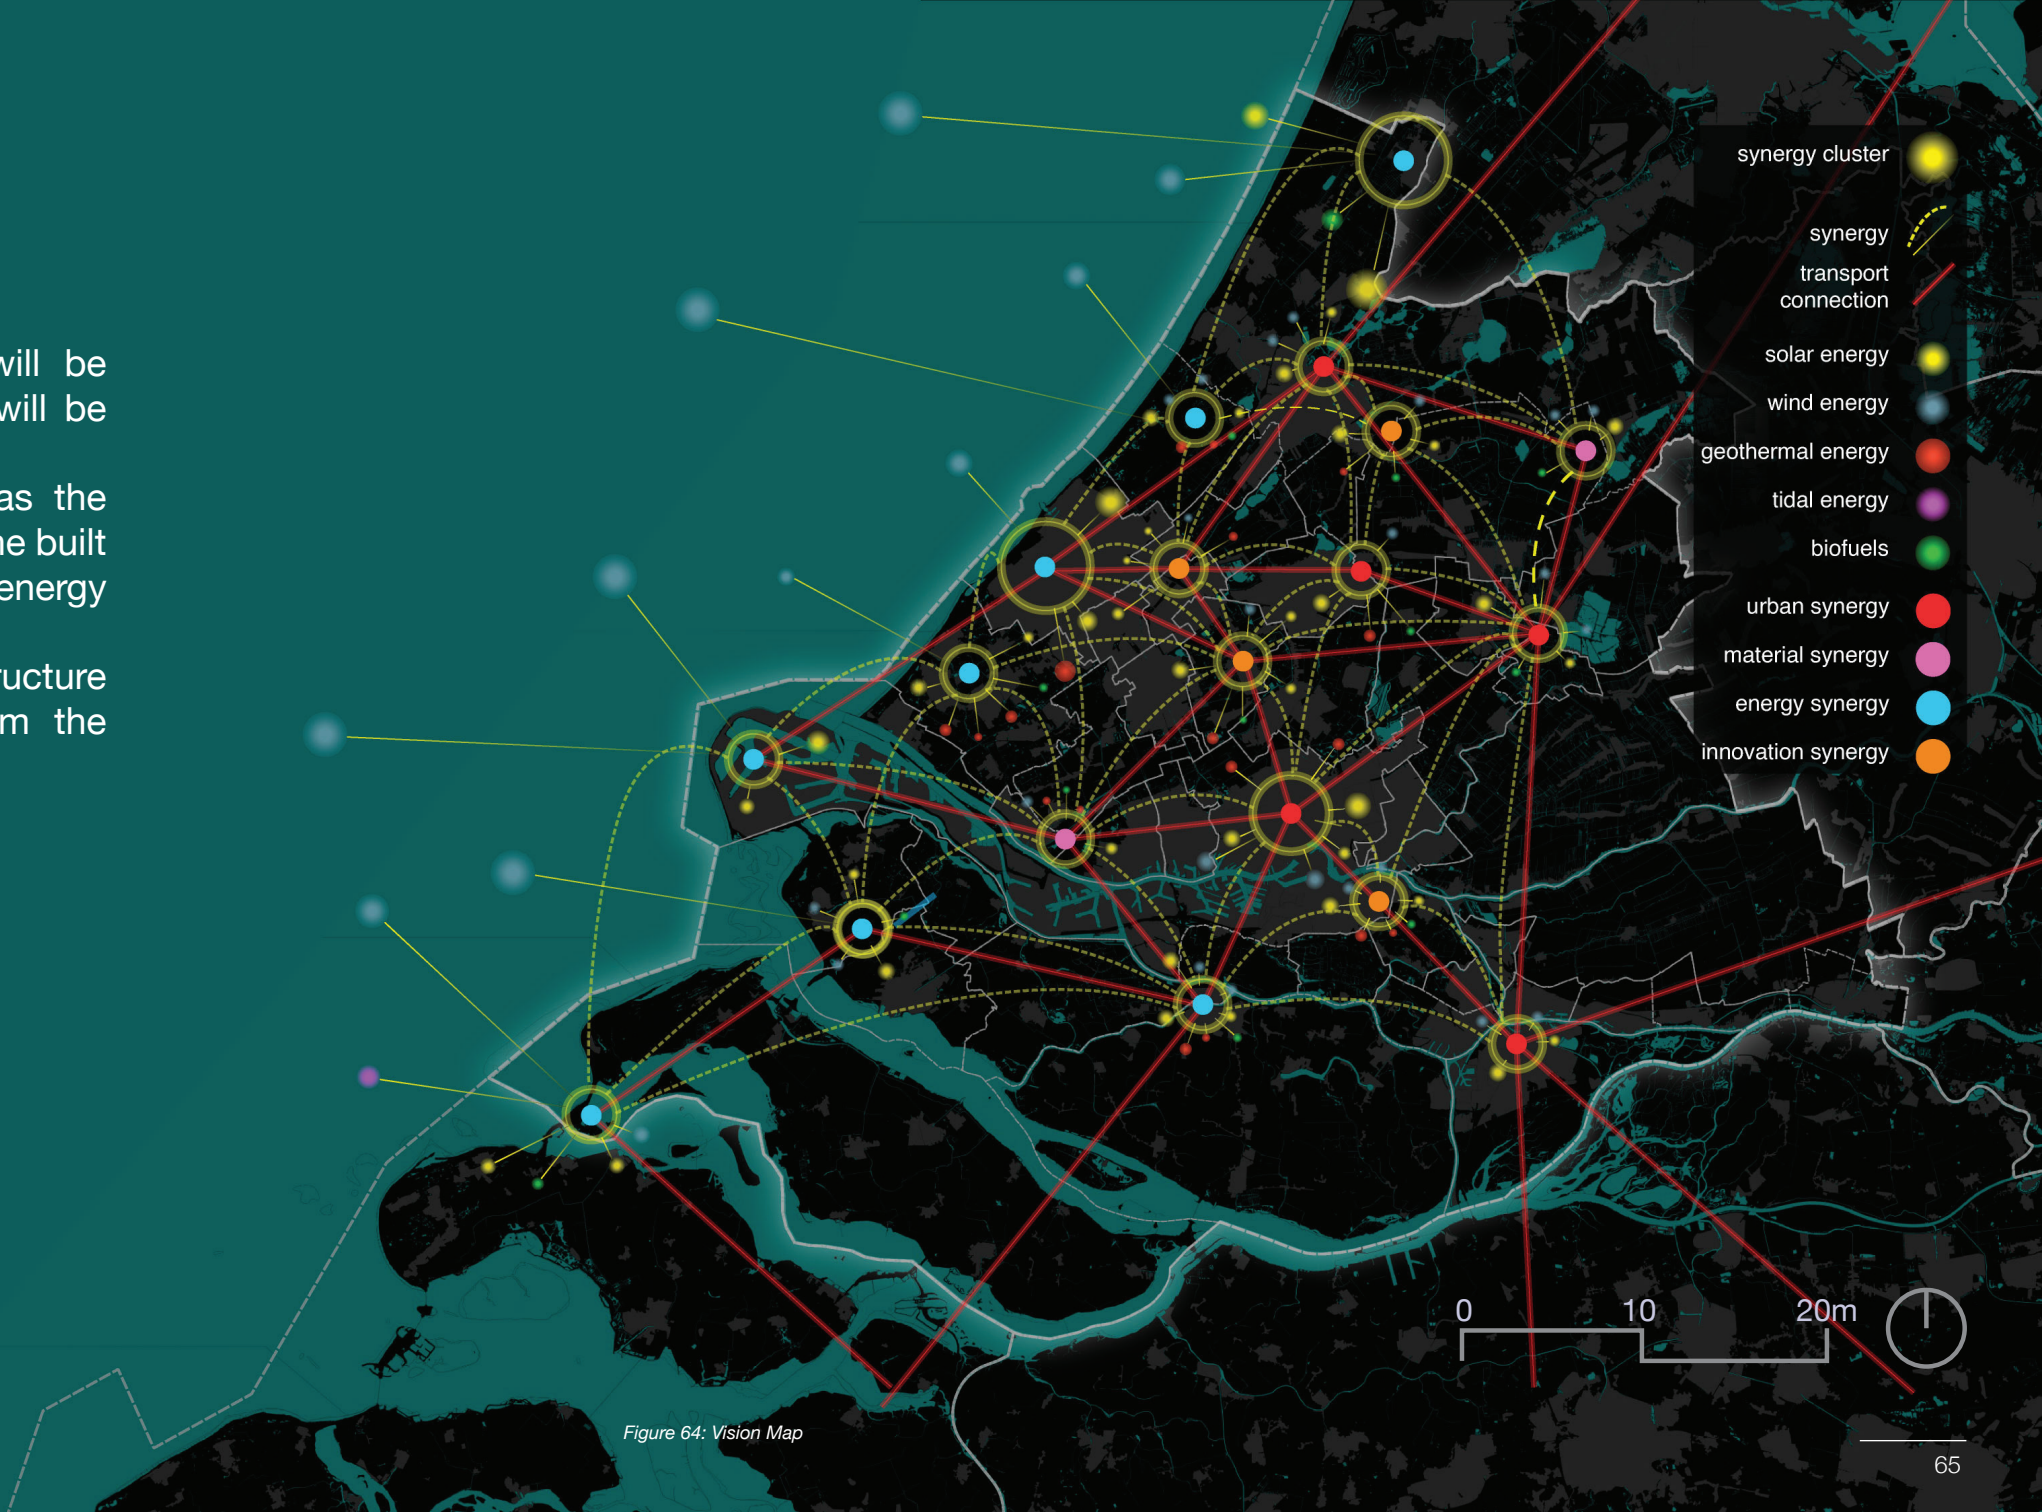 will be
will be
as the
he built
energy
ructure
m the
synergy cluster
synergy
transport
connection
solar energy
wind energy
geothermal energy
tidal energy
biofuels
urban synergy
material synergy
energy synergy
innovation synergy
0 10 20m
Figure 64: Vision Map
65